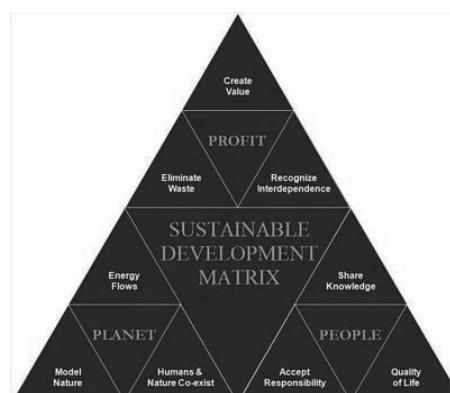 Create
Value
PROFIT
Eliminate
Waste
Recognize
Interdependence
SUSTAINABLE
DEVELOPMENT
MATRIX
Energy
Flows
Share
Knowledge
PLANET
PEOPLE
Model
Nature
Humans &
Nature Co-exist
Accept
Responsibility
Quality
of Life